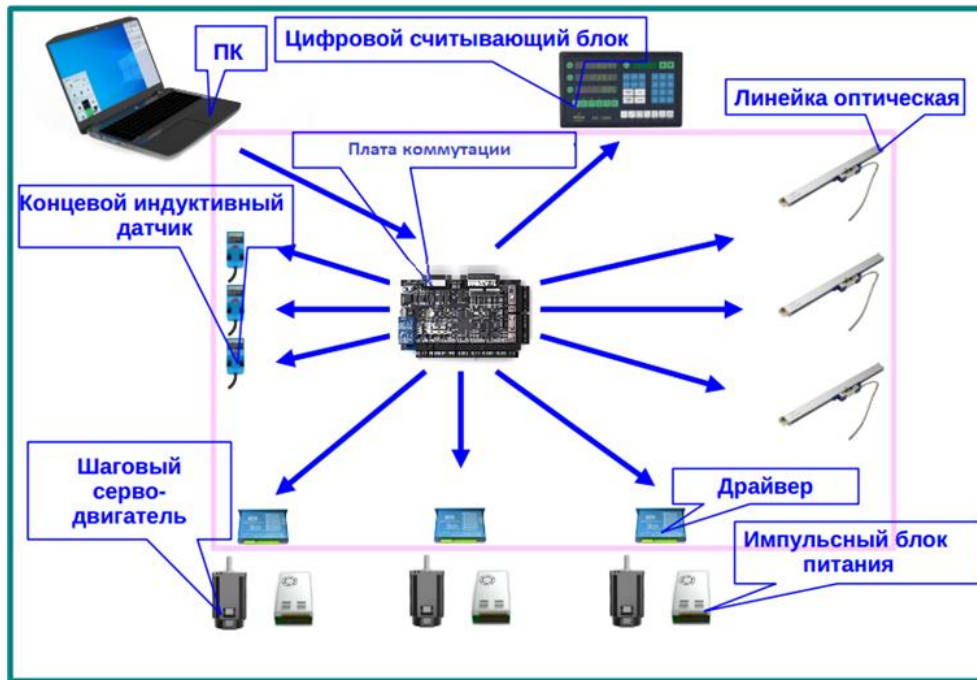 ПК
Цифровой считывающий блок
Линейка оптическая
Плата коммутации
Концевой индуктивный
датчик
Шаговый
серво-
двигатель
Драйвер
Импульсный блок
питания